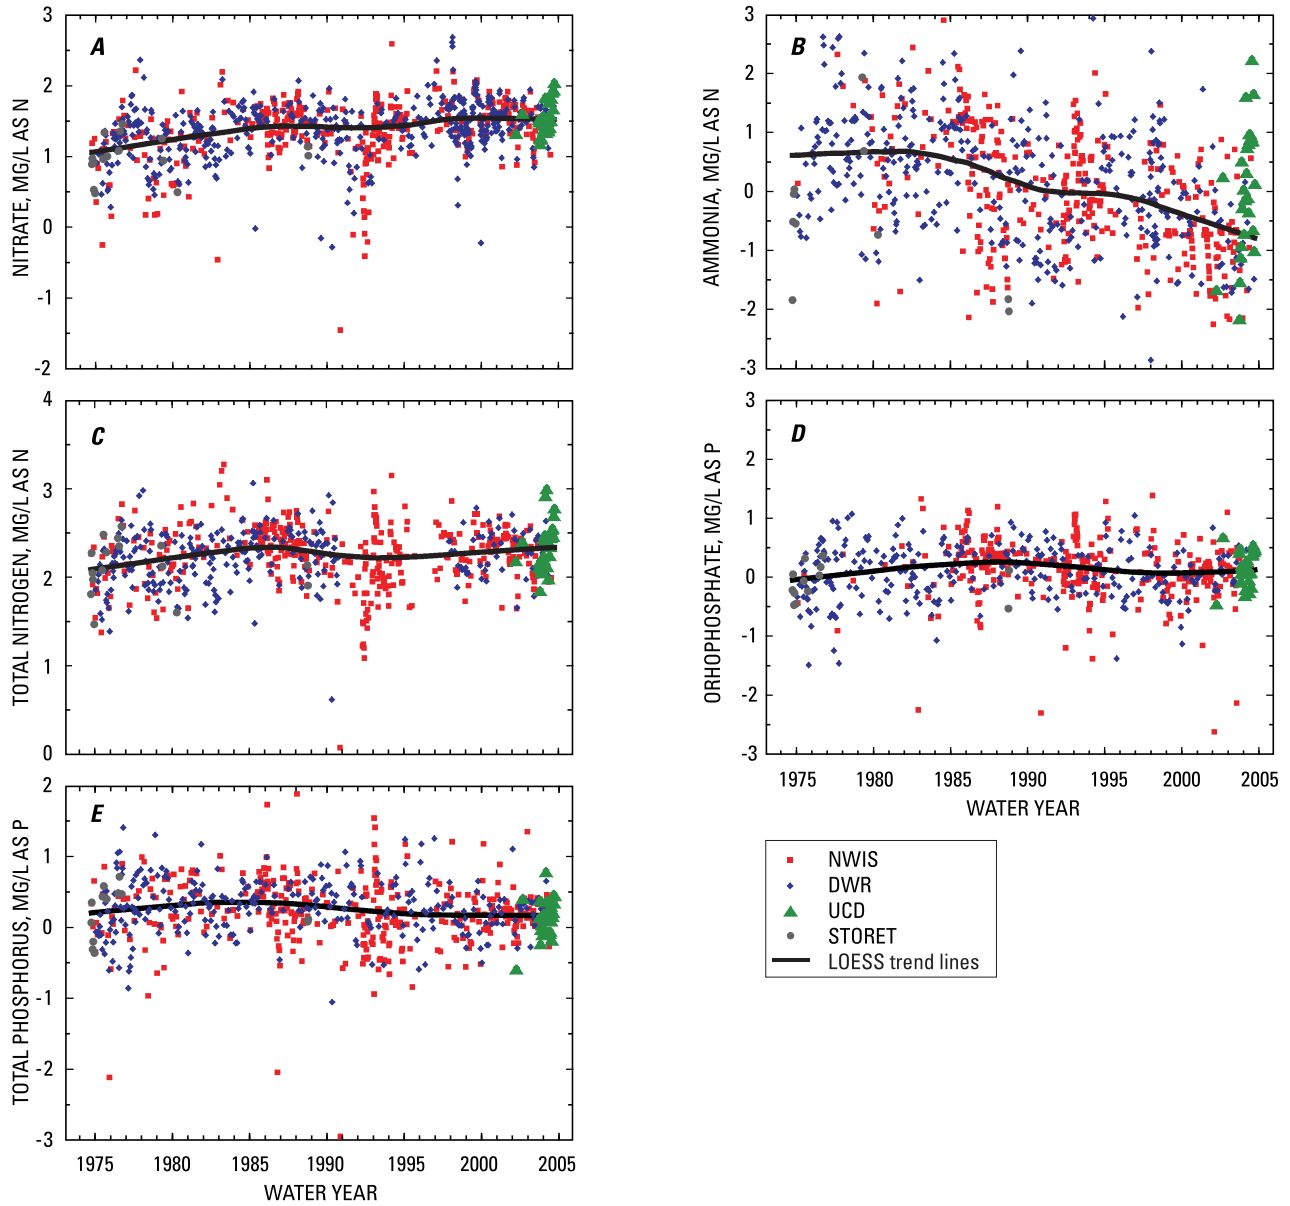 A
NITRATE, MG/L AS N
3
2
1
0
-1
-2
B
AMMONIA, MG/L AS N
3
2
1
0
-1
-2
-3
C
TOTAL NITROGEN, MG/L AS N
4
3
2
1
0
D
ORHOPHOSPHATE, MG/L AS P
3
2
1
0
-1
-2
-3
1975 1980 1985 1990 1995 2000 2005
WATER YEAR
E
TOTAL PHOSPHORUS, MG/L AS P
2
1
0
-1
-2
-3
1975 1980 1985 1990 1995 2000 2005
WATER YEAR
NWIS
DWR
UCD
STORET
LOESS trend lines